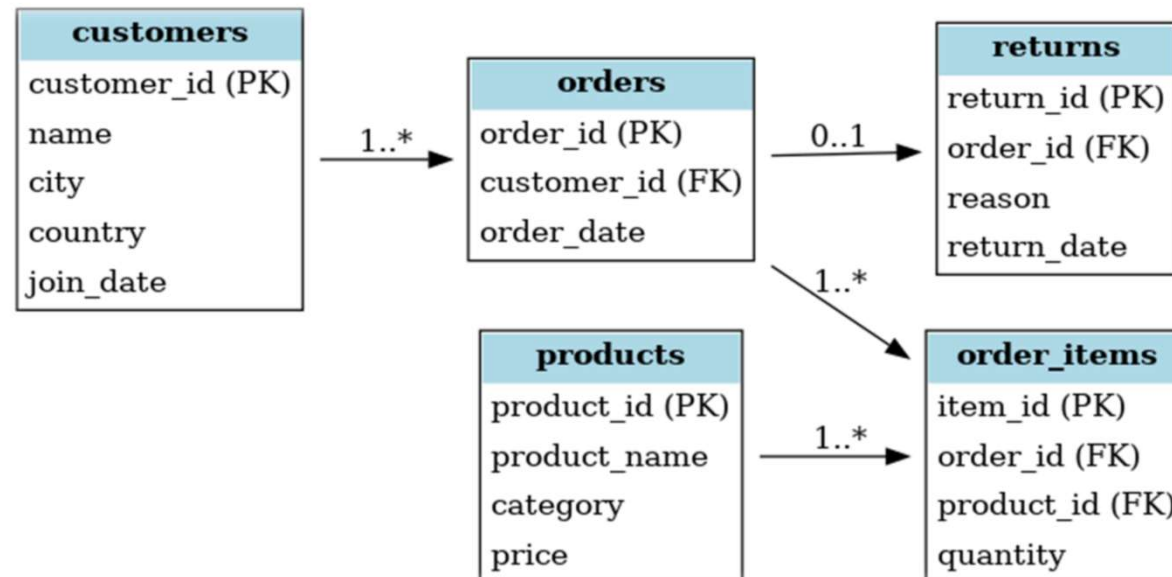 customers
customer_id (PK)
name
city
country
join_date
1..*
orders
order_id (PK)
customer_id (FK)
order_date
0..1
returns
return_id (PK)
order_id (FK)
reason
return_date
1..*
products
product_id (PK)
product_name
category
price
1..*
order_items
item_id (PK)
order_id (FK)
product_id (FK)
quantity